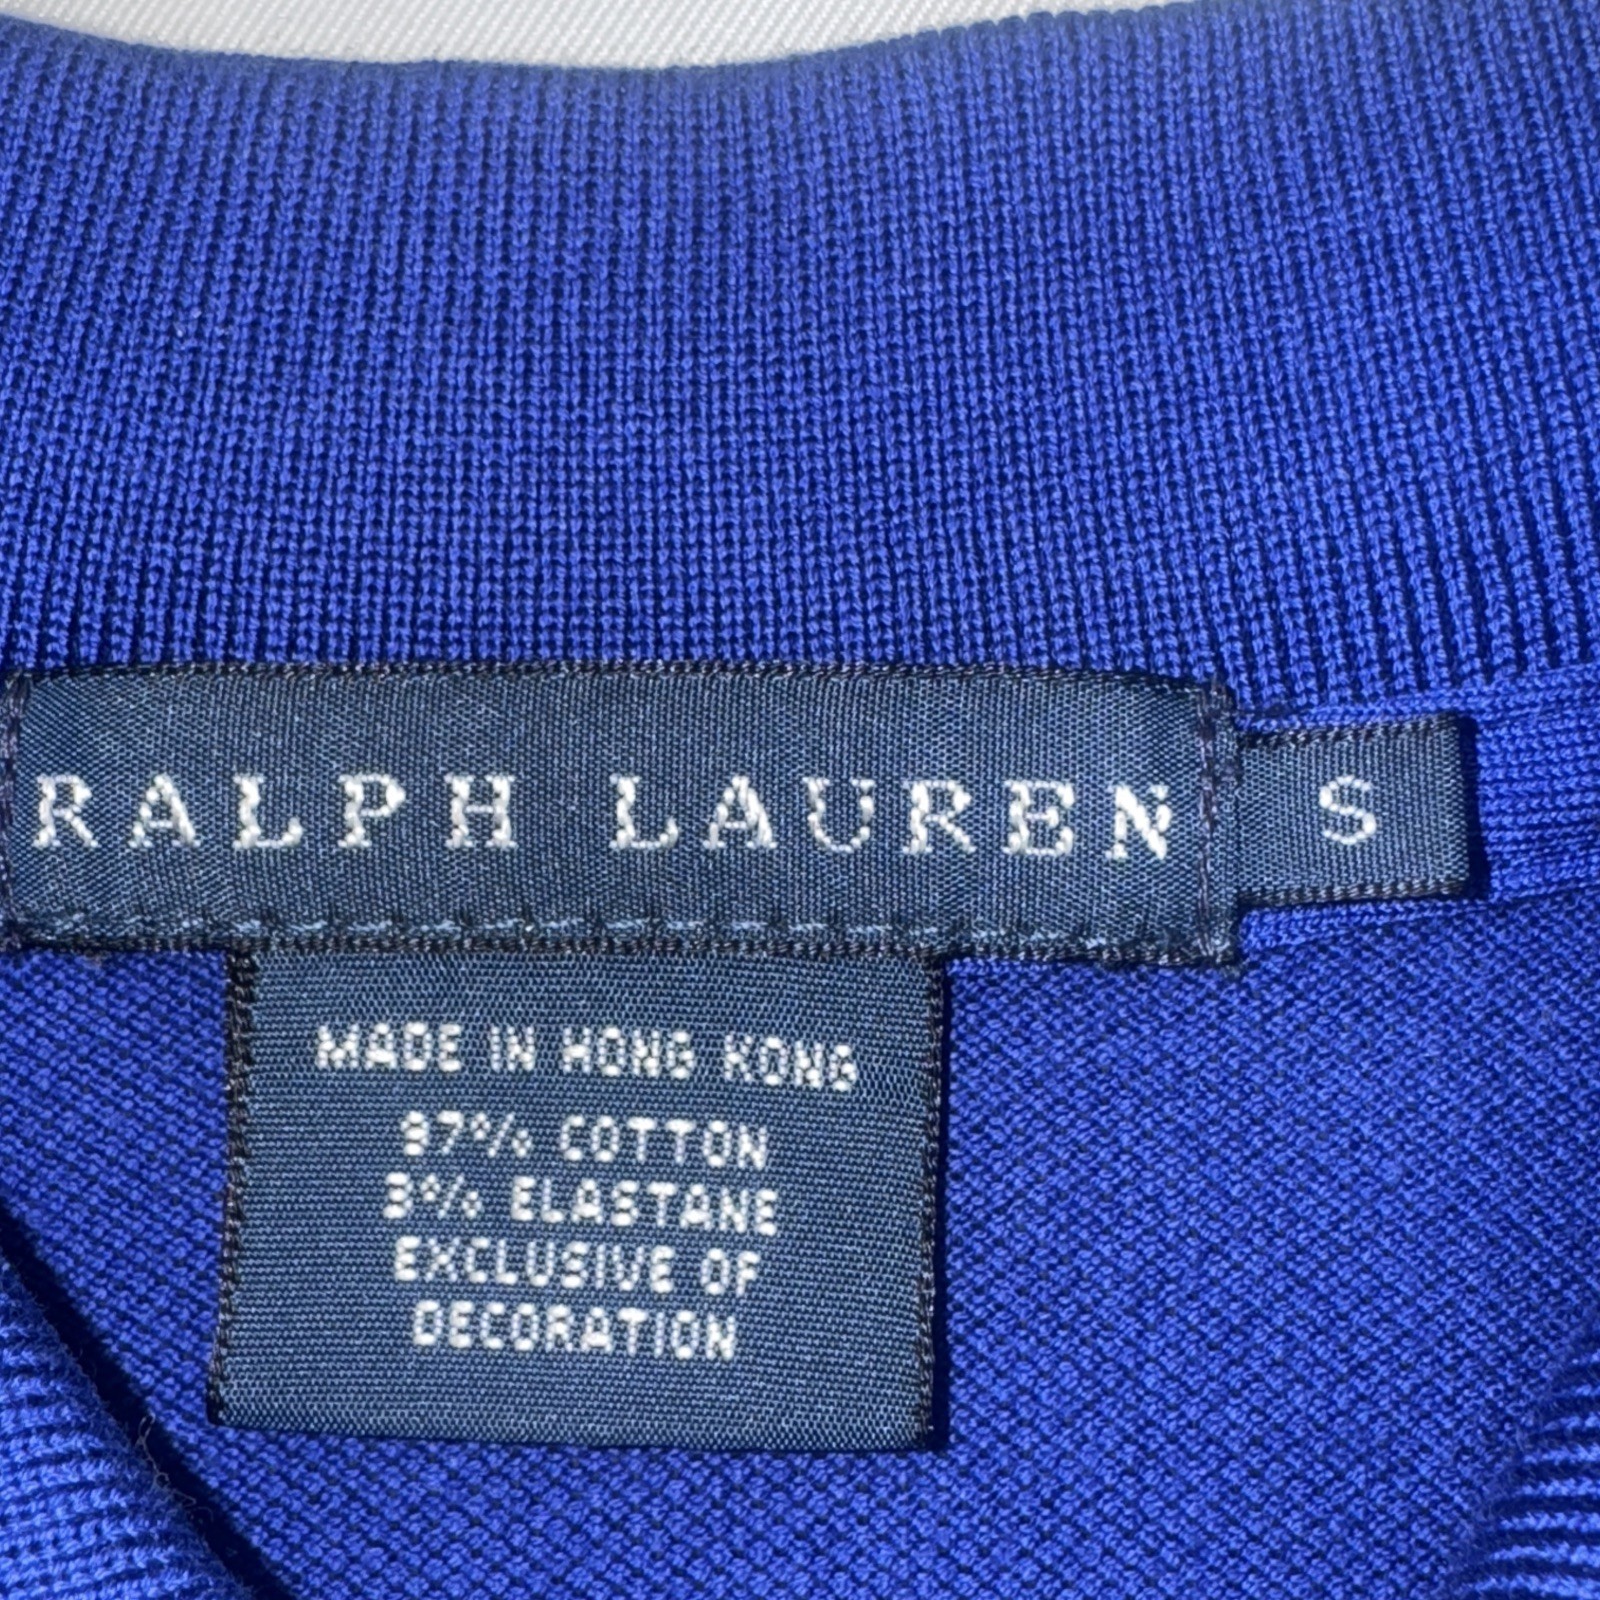 RALPH LAUREN S
MADE IN HONG KONG
97% COTTON
3% ELASTANE
EXCLUSIVE OF
DECORATION